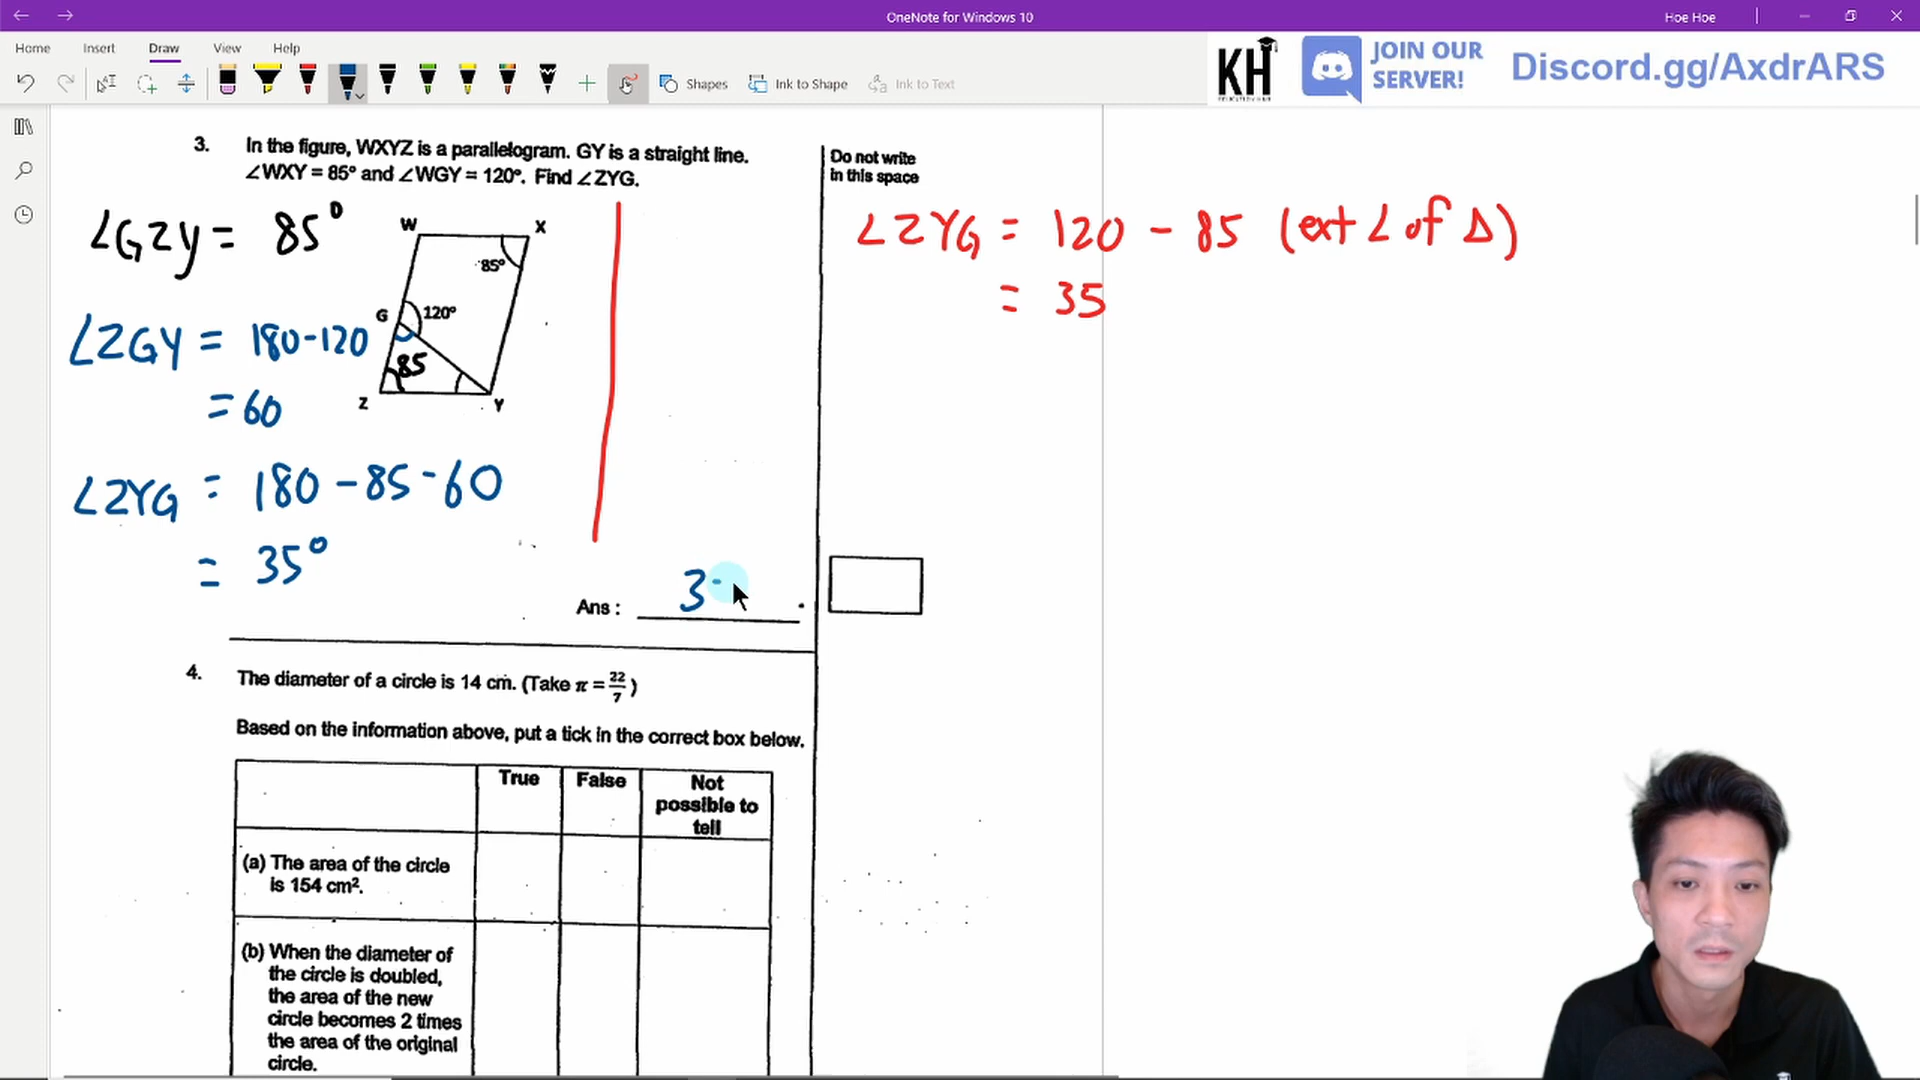 OneNote for Windows 10
Hoe Hoe
Home Insert Draw View Help
Shapes
Ink to Shape
Ink to Text
KH
JOIN OUR
SERVER!
Discord.gg/AxdrARS
3. In the figure, WXYZ is a parallelogram. GY is a straight line.
∠WXY = 85° and ∠WGY = 120°. Find ∠ZYG.
Do not write
in this space
∠GZY = 85°
W
X
85°
G
120°
85
Z
Y
∠ZGY = 180-120
= 60
∠ZYG = 180 - 85 - 60
= 35°
∠ZYG = 120 - 85 (ext ∠ of Δ)
= 35
Ans : 3
4. The diameter of a circle is 14 cm. (Take π = 22/7)
Based on the information above, put a tick in the correct box below.
True
False
Not
possible to
tell
(a) The area of the circle
is 154 cm².
(b) When the diameter of
the circle is doubled,
the area of the new
circle becomes 2 times
the area of the original
circle.